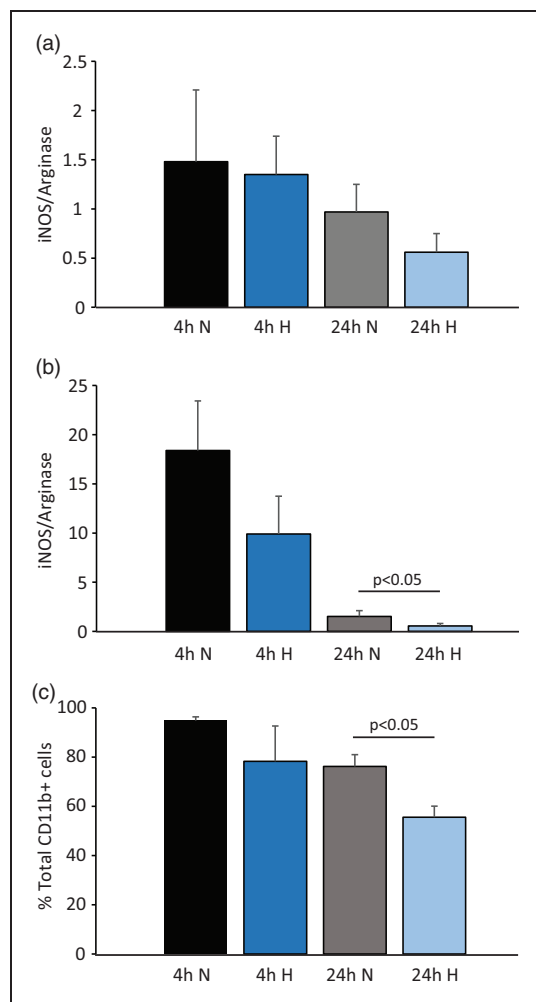 (a)
2.5
2
1.5
1
0.5
0
iNOS/Arginase
4h N 4h H 24h N 24h H
(b)
25
20
15
10
5
0
iNOS/Arginase
p<0.05
4h N 4h H 24h N 24h H
(c)
100
80
60
40
20
0
% Total CD11b+ cells
p<0.05
4h N 4h H 24h N 24h H